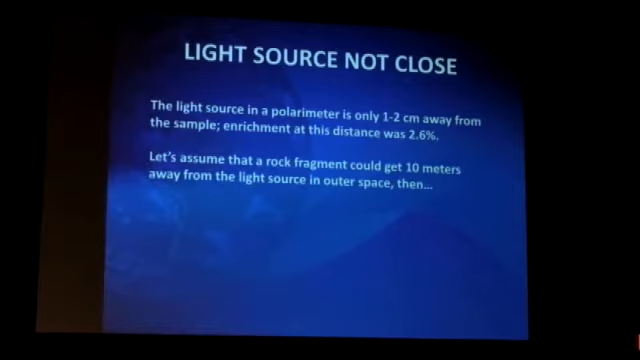 LIGHT SOURCE NOT CLOSE
The light source in a polarimeter is only 1-2 cm away from
the sample; enrichment at this distance was 2.6%.
Let's assume that a rock fragment could get 10 meters
away from the light source in outer space, then...